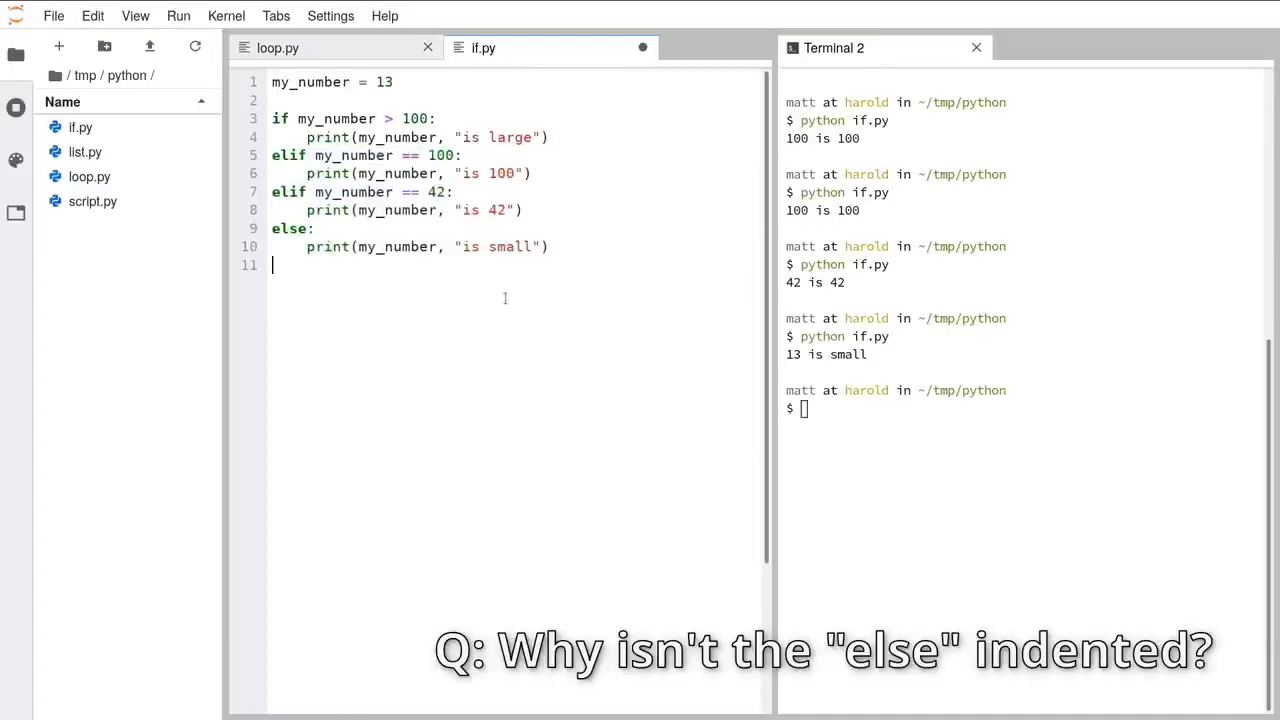 File Edit View Run Kernel Tabs Settings Help
/ tmp / python /
Name
if.py
list.py
loop.py
script.py
loop.py
if.py
1 my_number = 13
2
3 if my_number > 100:
4     print(my_number, "is large")
5 elif my_number == 100:
6     print(my_number, "is 100")
7 elif my_number == 42:
8     print(my_number, "is 42")
9 else:
10     print(my_number, "is small")
11
Terminal 2
matt at harold in ~/tmp/python
$ python if.py
100 is 100
matt at harold in ~/tmp/python
$ python if.py
100 is 100
matt at harold in ~/tmp/python
$ python if.py
42 is 42
matt at harold in ~/tmp/python
$ python if.py
13 is small
matt at harold in ~/tmp/python
$
Q: Why isn't the "else" indented?